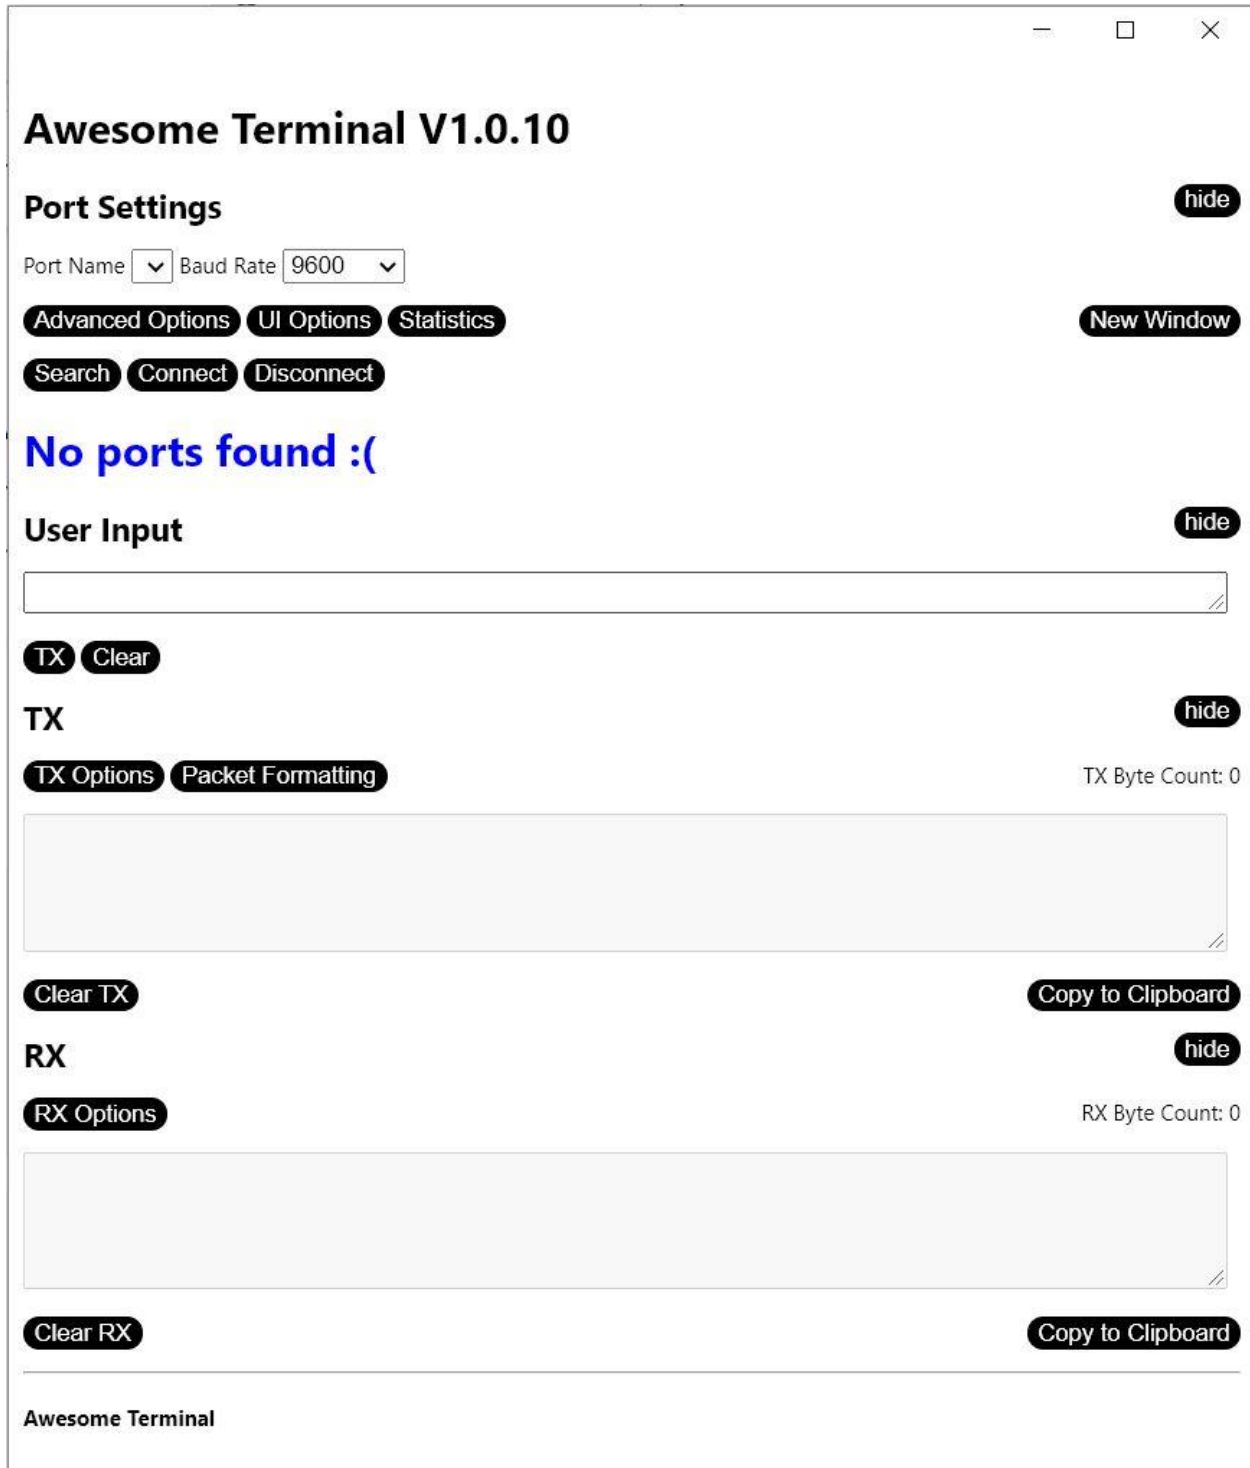 Awesome Terminal V1.0.10
Port Settings hide
Port Name Baud Rate 9600
Advanced Options UI Options Statistics New Window
Search Connect Disconnect
No ports found :(
User Input hide
TX Clear
TX hide
TX Options Packet Formatting TX Byte Count: 0
Clear TX Copy to Clipboard
RX hide
RX Options RX Byte Count: 0
Clear RX Copy to Clipboard
Awesome Terminal